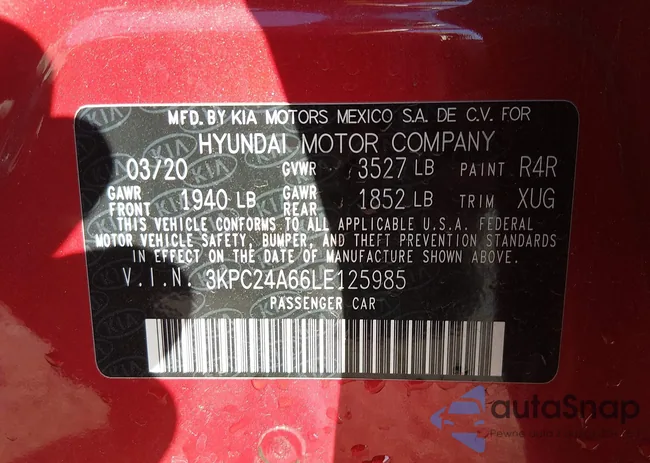 MFD. BY KIA MOTORS MEXICO S.A. DE C.V. FOR
HYUNDAI MOTOR COMPANY
03/20 GVWR 3527 LB PAINT R4R
GAWR FRONT 1940 LB GAWR REAR 1852 LB TRIM XUG
THIS VEHICLE CONFORMS TO ALL APPLICABLE U.S.A. FEDERAL
MOTOR VEHICLE SAFETY, BUMPER, AND THEFT PREVENTION STANDARDS
IN EFFECT ON THE DATE OF MANUFACTURE SHOWN ABOVE.
V.I.N. 3KPC24A66LE125985
PASSENGER CAR
autaSnap